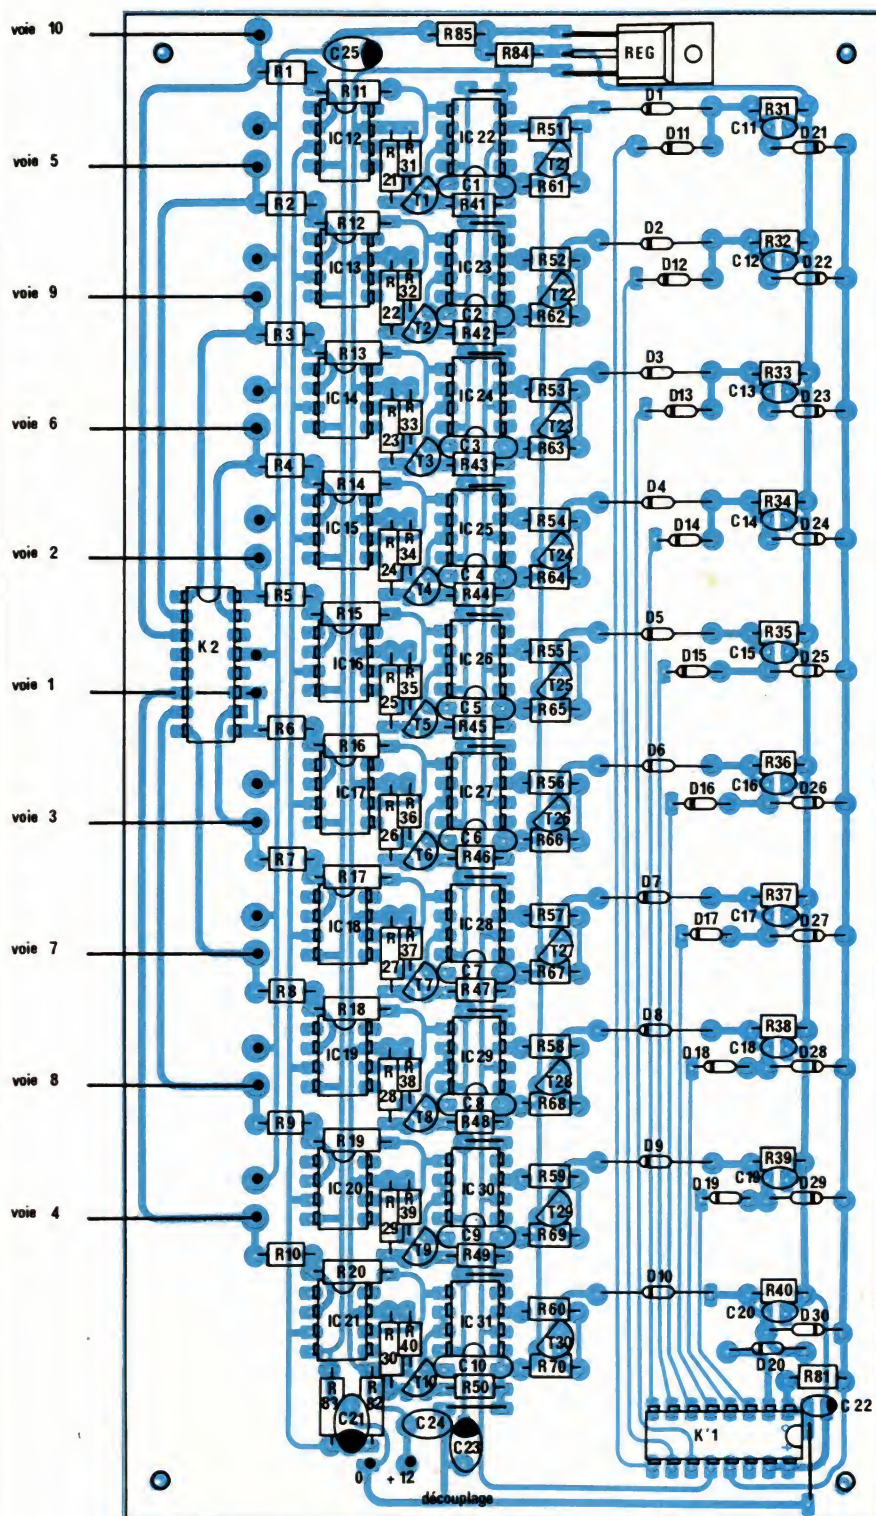 voie 10
R85
C25
R84
REG
R1
R11
D1
R31
IC12
IC22
R51
D11
C11
D21
R
21
R
31
T21
voie 5
T1
C1
R61
R41
R2
R12
D2
R32
IC13
IC23
R52
D12
C12
D22
R
22
R
32
T22
voie 9
T2
C2
R62
R42
R3
R13
D3
R33
IC14
IC24
R53
D13
C13
D23
R
23
R
33
T23
voie 6
T3
C3
R63
R43
R4
R14
D4
R34
IC15
IC25
R54
D14
C14
D24
R
24
R
34
T24
voie 2
T4
C4
R64
R44
R5
R15
D5
R35
K2
IC16
IC26
R55
D15
C15
D25
R
25
R
35
T25
voie 1
T5
C5
R65
R45
R6
R16
D6
R36
IC17
IC27
R56
D16
C16
D26
R
26
R
36
T26
voie 3
T6
C6
R66
R46
R7
R17
D7
R37
IC18
IC28
R57
D17
C17
D27
R
27
R
37
T27
voie 7
T7
C7
R67
R47
R8
R18
D8
R38
IC19
IC29
R58
D18
C18
D28
R
28
R
38
T28
voie 8
T8
C8
R68
R48
R9
R19
D9
R39
IC20
IC30
R59
D19
C19
D29
R
29
R
39
T29
voie 4
T9
C9
R69
R49
R10
R20
D10
R40
IC21
IC31
R60
C20
D30
R
30
R
40
T30
D20
T10
C10
R70
R50
R81
R
R
82
C21
C24
C23
C22
K'1
0
+ 12
découplage